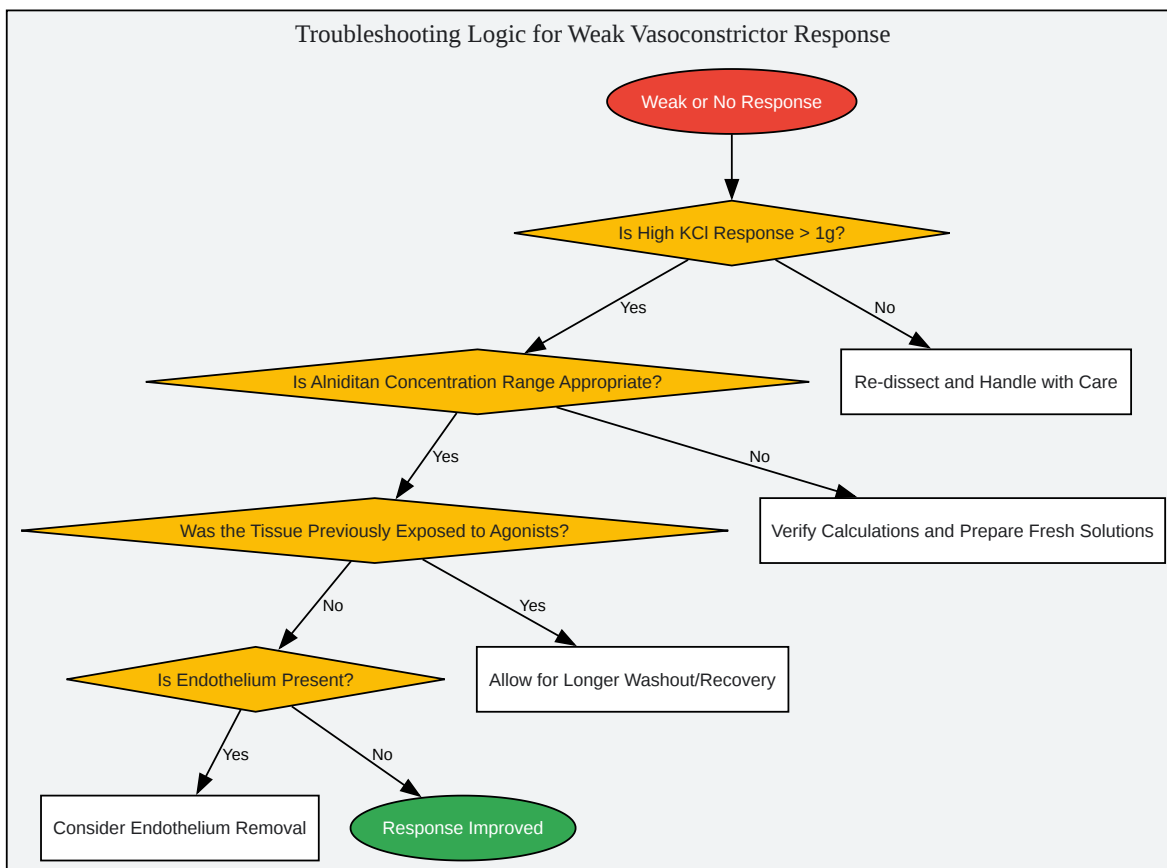 Troubleshooting Logic for Weak Vasoconstrictor Response
Weak or No Response
Is High KCl Response > 1g?
Yes
No
Is Alniditan Concentration Range Appropriate?
Re-dissect and Handle with Care
Yes
No
Was the Tissue Previously Exposed to Agonists?
Verify Calculations and Prepare Fresh Solutions
No
Yes
Is Endothelium Present?
Allow for Longer Washout/Recovery
Yes
No
Consider Endothelium Removal
Response Improved